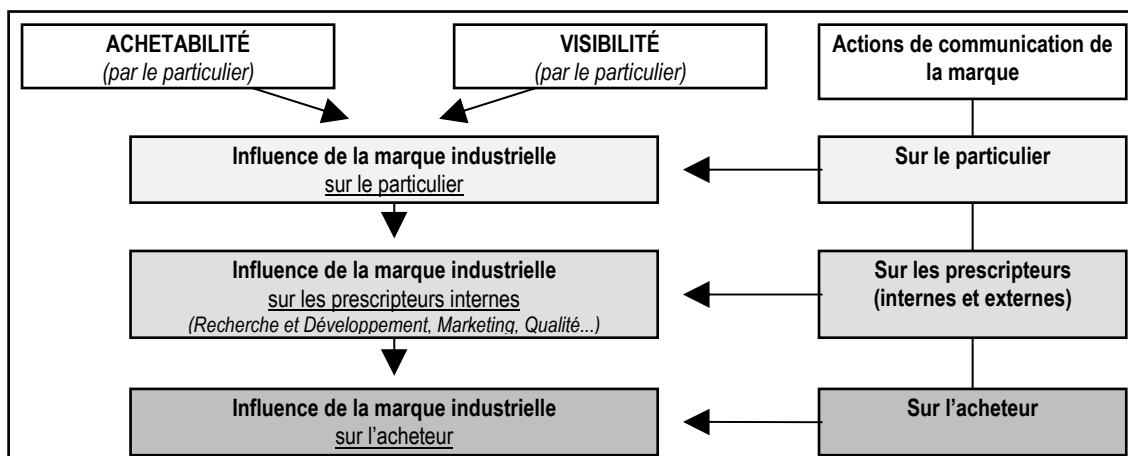 ACHETABILITÉ
(par le particulier)
VISIBILITÉ
(par le particulier)
Actions de communication de
la marque
Influence de la marque industrielle
sur le particulier
Sur le particulier
Influence de la marque industrielle
sur les prescripteurs internes
(Recherche et Développement, Marketing, Qualité...)
Sur les prescripteurs
(internes et externes)
Influence de la marque industrielle
sur l’acheteur
Sur l’acheteur